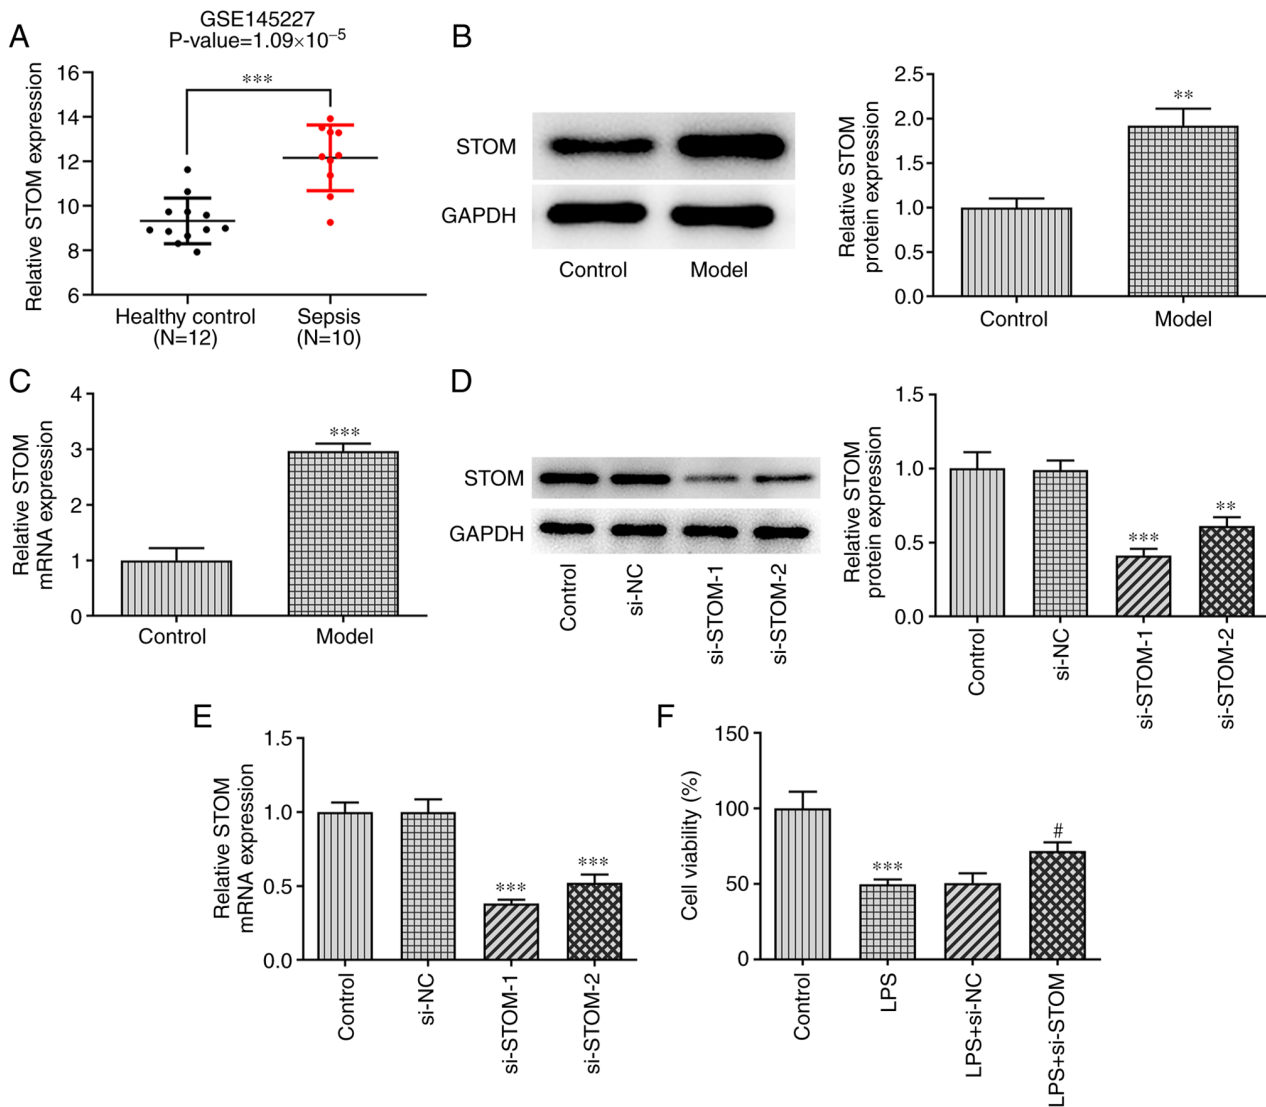 A
GSE145227
P-value=1.09×10⁻⁵
Relative STOM expression
16
14
12
10
8
6
***
Healthy control
(N=12)
Sepsis
(N=10)
B
STOM
GAPDH
Control
Model
Relative STOM
protein expression
2.5
2.0
1.5
1.0
0.5
0.0
**
Control
Model
C
Relative STOM
mRNA expression
4
3
2
1
0
***
Control
Model
D
STOM
GAPDH
Control
si-NC
si-STOM-1
si-STOM-2
Relative STOM
protein expression
1.5
1.0
0.5
0.0
***
**
Control
si-NC
si-STOM-1
si-STOM-2
E
Relative STOM
mRNA expression
1.5
1.0
0.5
0.0
***
***
Control
si-NC
si-STOM-1
si-STOM-2
F
Cell viability (%)
150
100
50
0
***
#
Control
LPS
LPS+si-NC
LPS+si-STOM